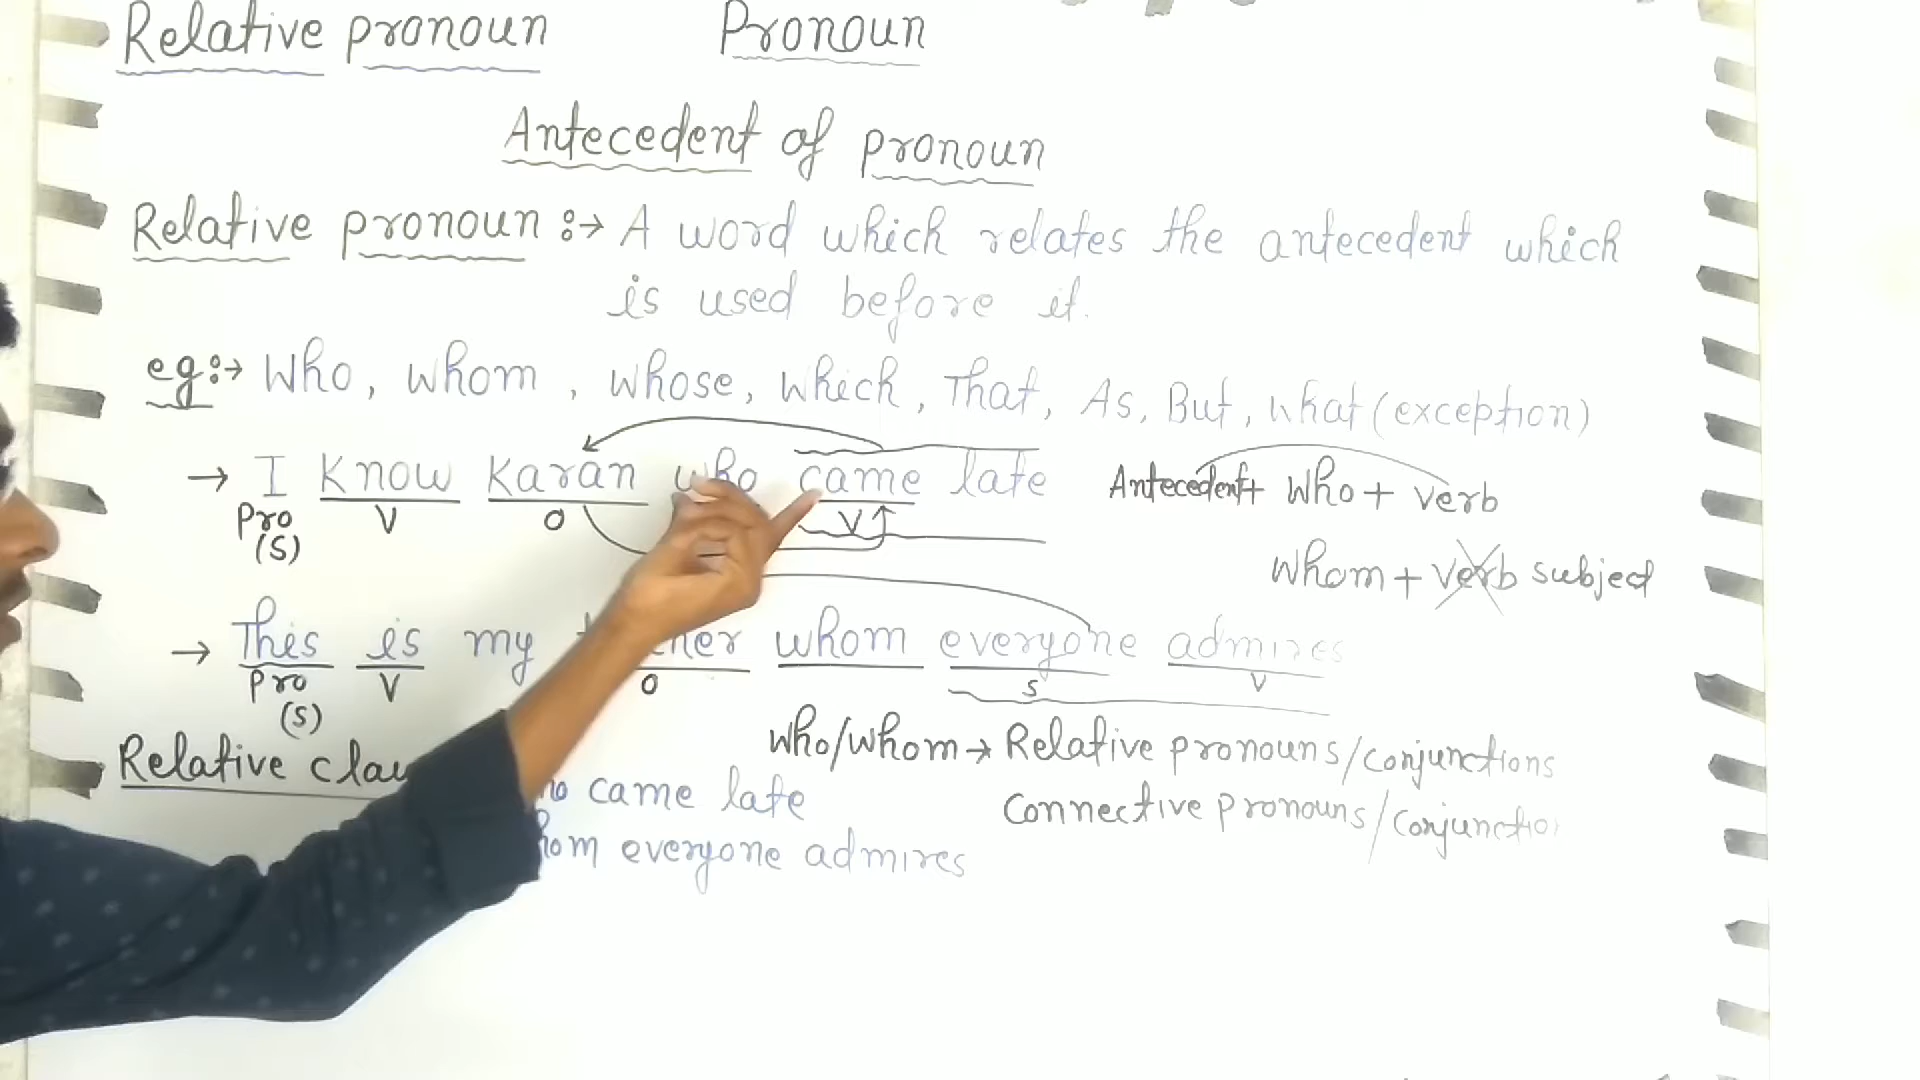 Relative pronoun Pronoun
Antecedent of pronoun
Relative pronoun :→ A word which relates the antecedent which
is used before it.
eg :→ Who, whom, whose, which, That, As, But, what (exception)
→ I know Karan who came late Antecedent + who + verb
Pro V O V
(S)
whom + verb subject
→ This is my whom everyone admires
Pro V O S V
(S)
who/whom → Relative pronouns/conjunctions
Relative
came late
Connective pronouns/
everyone admires